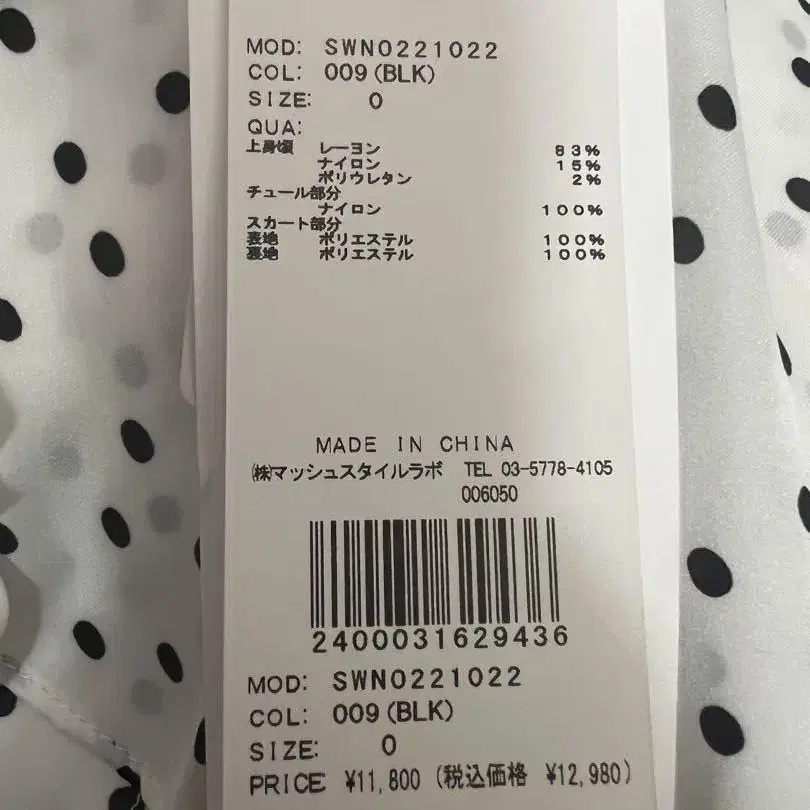 MOD: SWN0221022
COL: 009(BLK)
SIZE: 0
QUA:
上身頃 レーヨン 83%
ナイロン 15%
ポリウレタン 2%
チュール部分
ナイロン 100%
スカート部分
表地 ポリエステル 100%
裏地 ポリエステル 100%
MADE IN CHINA
㈱マッシュスタイルラボ TEL 03-5778-4105
006050
2400031629436
MOD: SWN0221022
COL: 009(BLK)
SIZE: 0
PRICE ¥11,800 (税込価格 ¥12,980)